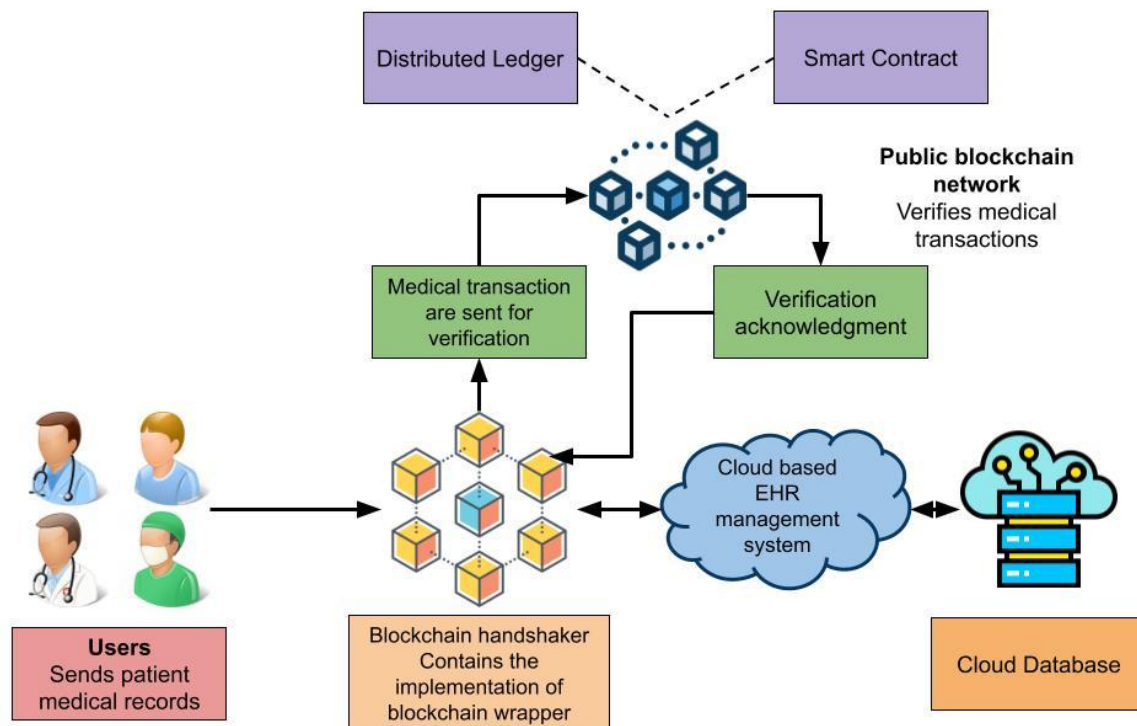 Distributed Ledger
Smart Contract
Public blockchain
network
Verifies medical
transactions
Medical transaction
are sent for
verification
Verification
acknowledgment
Cloud based
EHR
management
system
Users
Sends patient
medical records
Blockchain handshaker
Contains the
implementation of
blockchain wrapper
Cloud Database